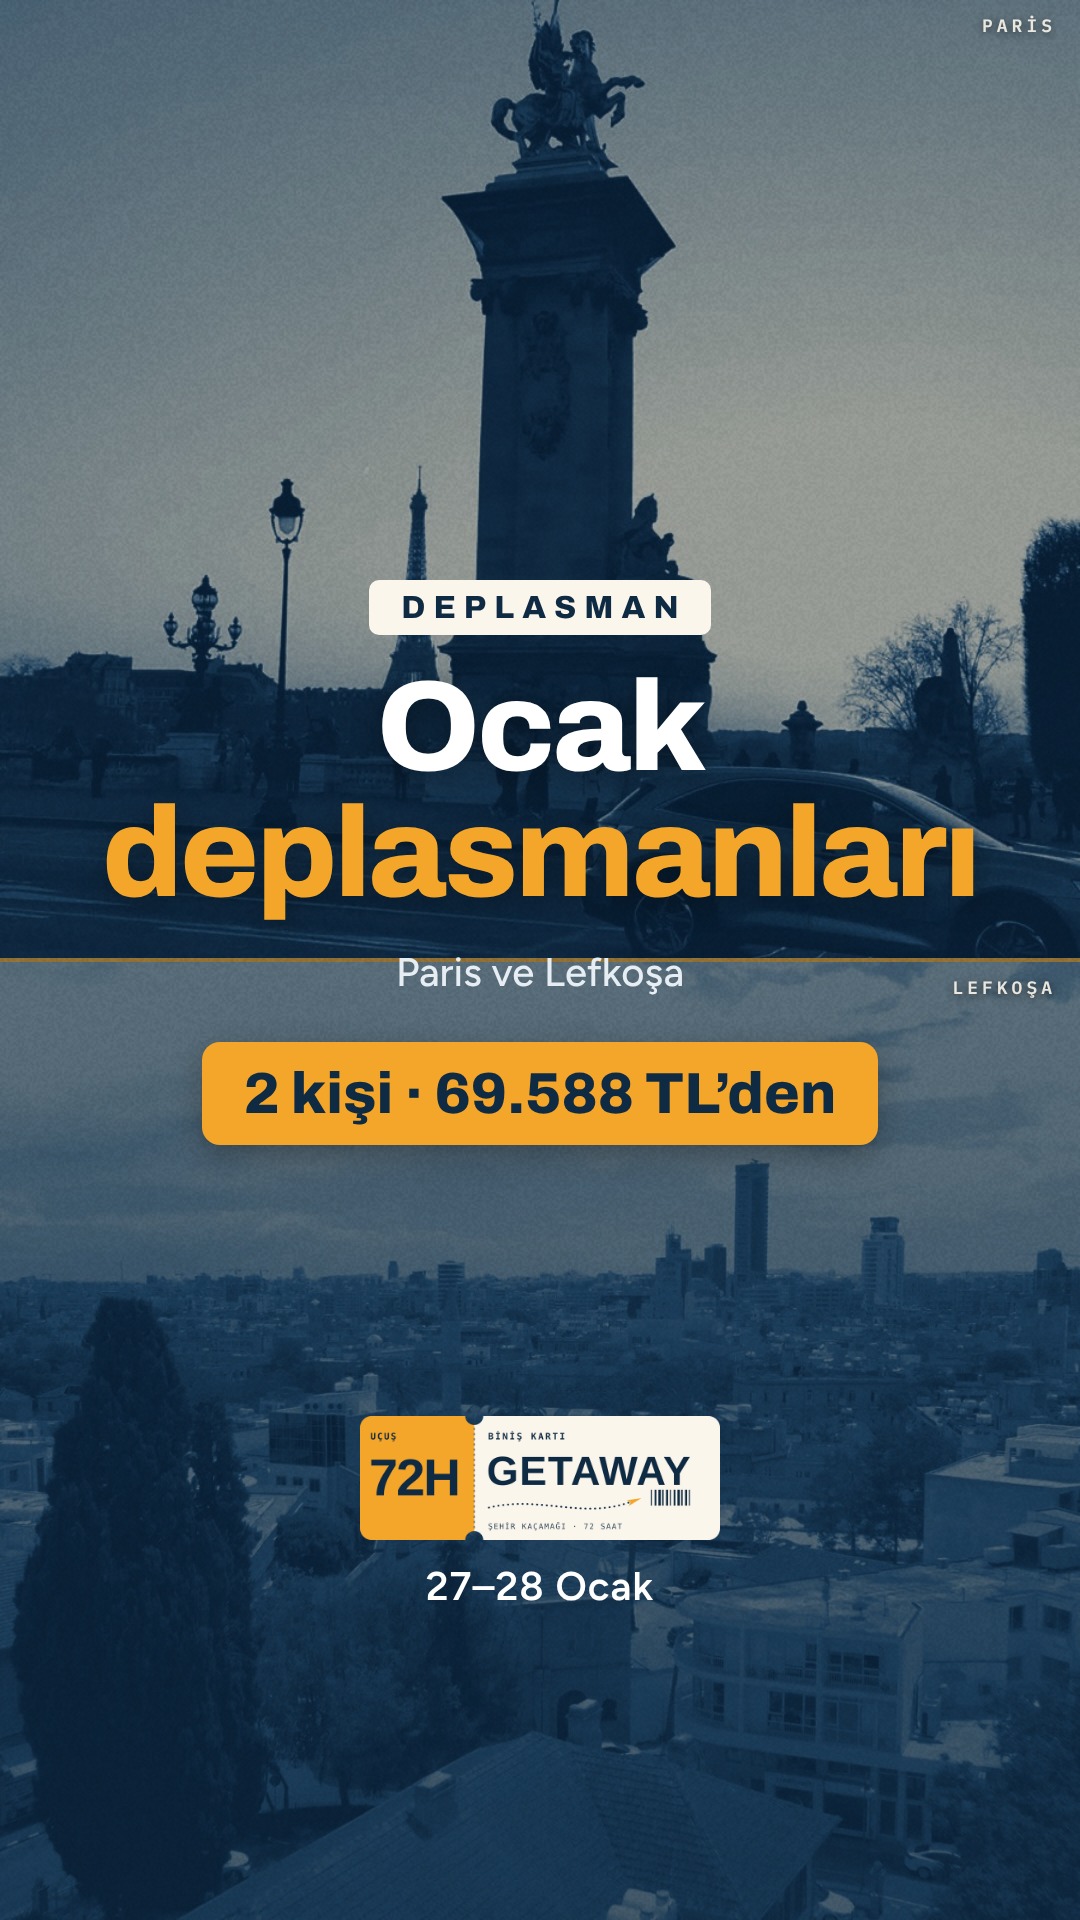 PARİS
DEPLASMAN
Ocak
deplasmanları
Paris ve Lefkoşa
LEFKOŞA
2 kişi · 69.588 TL’den
UÇUŞ
72H
BİNİŞ KARTI
GETAWAY
ŞEHİR KAÇAMAĞI · 72 SAAT
27–28 Ocak